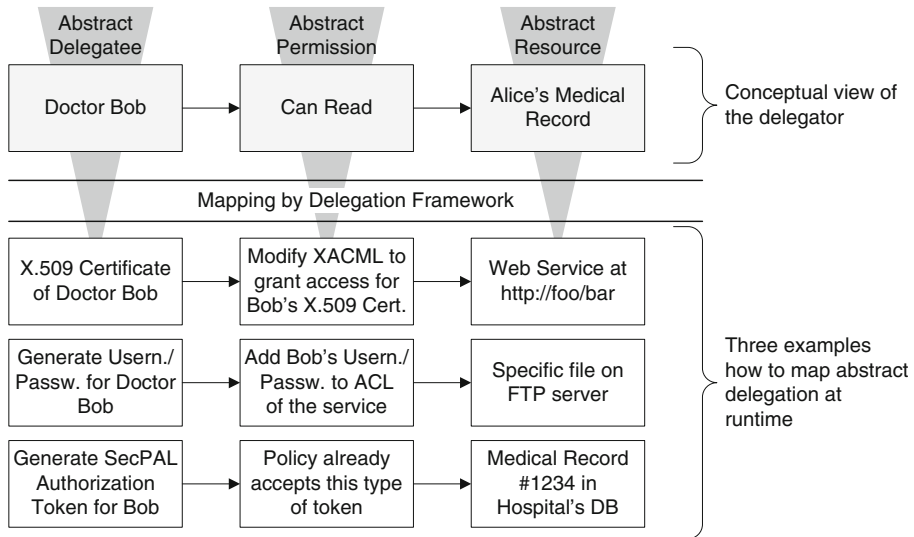 Abstract
Delegatee
Abstract
Permission
Abstract
Resource
Doctor Bob
Can Read
Alice's Medical
Record
Conceptual view of
the delegator
Mapping by Delegation Framework
X.509 Certificate
of Doctor Bob
Modify XACML to
grant access for
Bob's X.509 Cert.
Web Service at
http://foo/bar
Generate Usern./
Passw. for Doctor
Bob
Add Bob's Usern./
Passw. to ACL
of the service
Specific file on
FTP server
Generate SecPAL
Authorization
Token for Bob
Policy already
accepts this type
of token
Medical Record
#1234 in
Hospital's DB
Three examples
how to map abstract
delegation at
runtime